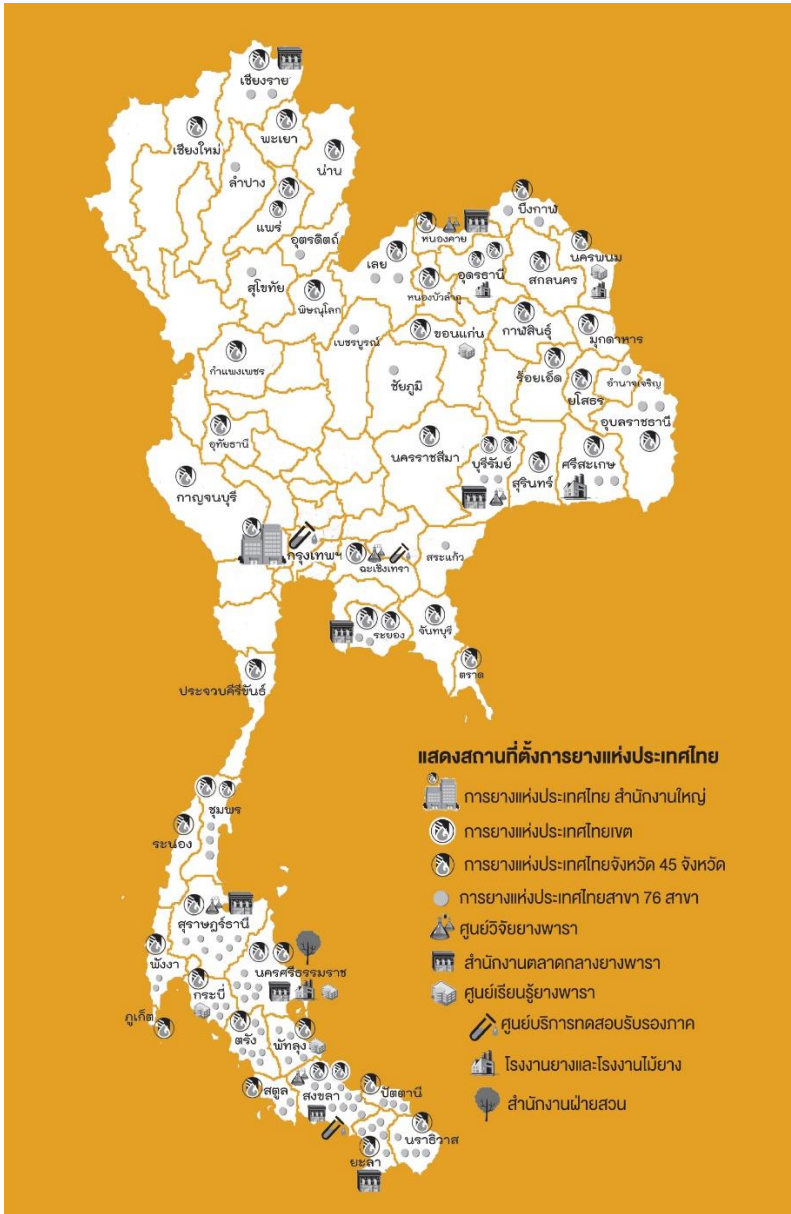 เชียงราย
พะเยา
เชียงใหม่
น่าน
ลำปาง
แพร่
อุตรดิตถ์
สุโขทัย
พิษณุโลก
เพชรบูรณ์
กำแพงเพชร
อุทัยธานี
กาญจนบุรี
เลย
หนองคาย
บึงกาฬ
อุดรธานี
หนองบัวลำภู
สกลนคร
นครพนม
ขอนแก่น
กาฬสินธุ์
มุกดาหาร
ชัยภูมิ
ร้อยเอ็ด
ยโสธร
อำนาจเจริญ
อุบลราชธานี
นครราชสีมา
บุรีรัมย์
สุรินทร์
ศรีสะเกษ
กรุงเทพฯ
ฉะเชิงเทรา
สระแก้ว
ระยอง
จันทบุรี
ตราด
ประจวบคีรีขันธ์
ชุมพร
ระนอง
สุราษฎร์ธานี
พังงา
นครศรีธรรมราช
กระบี่
ภูเก็ต
ตรัง
พัทลุง
สตูล
สงขลา
ปัตตานี
นราธิวาส
ยะลา
แสดงสถานที่ตั้งการยางแห่งประเทศไทย
การยางแห่งประเทศไทย สำนักงานใหญ่
การยางแห่งประเทศไทยเขต
การยางแห่งประเทศไทยจังหวัด 45 จังหวัด
การยางแห่งประเทศไทยสาขา 76 สาขา
ศูนย์วิจัยยางพารา
สำนักงานตลาดกลางยางพารา
ศูนย์เรียนรู้ยางพารา
ศูนย์บริการทดสอบรับรองภาค
โรงงานยางและโรงงานไม้ยาง
สำนักงานฝ่ายสวน